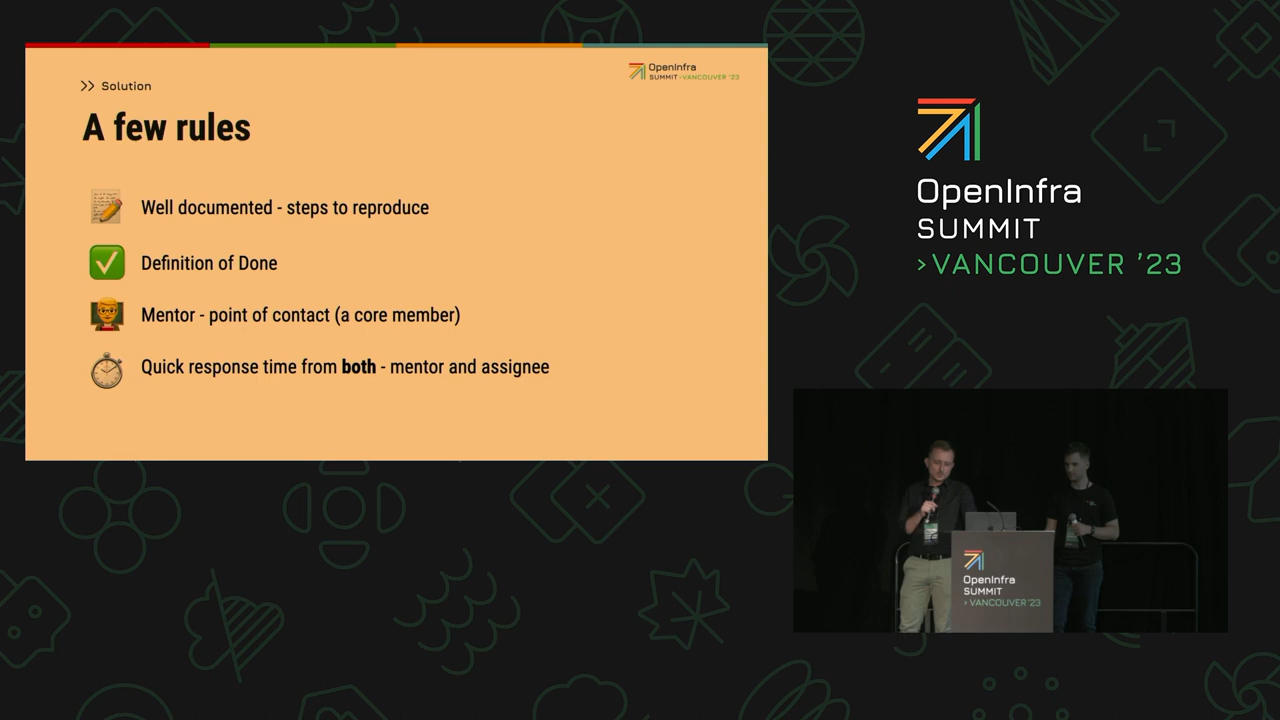 >> Solution
OpenInfra
SUMMIT >VANCOUVER '23
A few rules
Well documented - steps to reproduce
Definition of Done
Mentor - point of contact (a core member)
Quick response time from both - mentor and assignee
OpenInfra
SUMMIT
>VANCOUVER ’23
OpenInfra
SUMMIT
> VANCOUVER '23